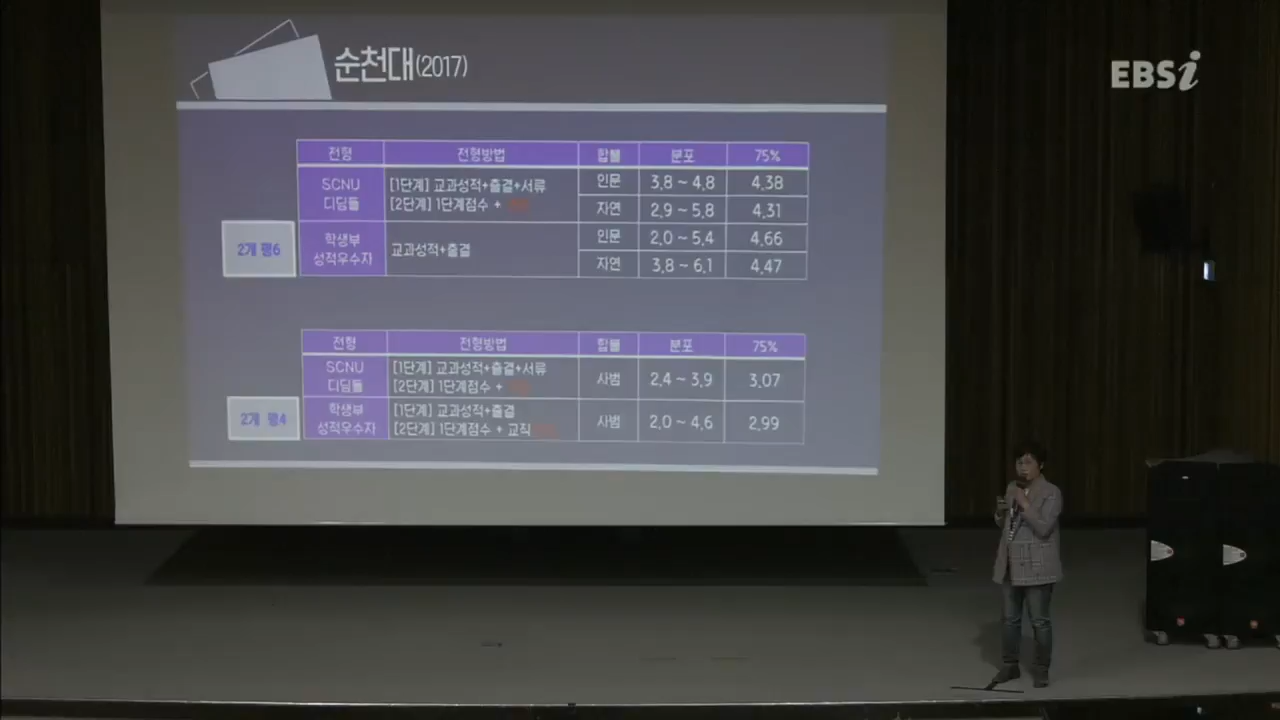 순천대(2017)
EBSi
전형 전형방법 합불 분포 75%
SCNU 디딤돌 [1단계] 교과성적+출결+서류 인문 3.8 ~ 4.8 4.38
[2단계] 1단계점수 + 자연 2.9 ~ 5.8 4.31
2개 평6 학생부 성적우수자 교과성적+출결 인문 2.0 ~ 5.4 4.66
자연 3.8 ~ 6.1 4.47
전형 전형방법 합불 분포 75%
SCNU 디딤돌 [1단계] 교과성적+출결+서류 사범 2.4 ~ 3.9 3.07
[2단계] 1단계점수 +
2개 평4 학생부 성적우수자 [1단계] 교과성적+출결 사범 2.0 ~ 4.6 2.99
[2단계] 1단계점수 + 교직